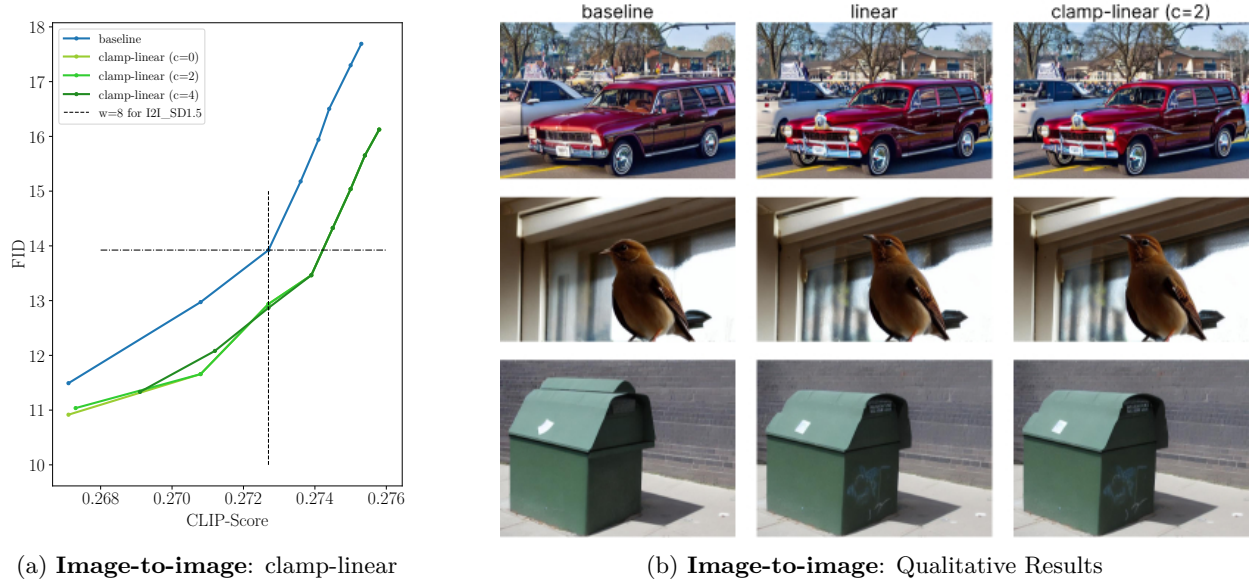 18
17
16
15
14
13
12
11
10
FID
0.268 0.270 0.272 0.274 0.276
CLIP-Score
baseline
clamp-linear (c=0)
clamp-linear (c=2)
clamp-linear (c=4)
w=8 for I2I_SD1.5
(a) Image-to-image: clamp-linear
baseline linear clamp-linear (c=2)
(b) Image-to-image: Qualitative Results